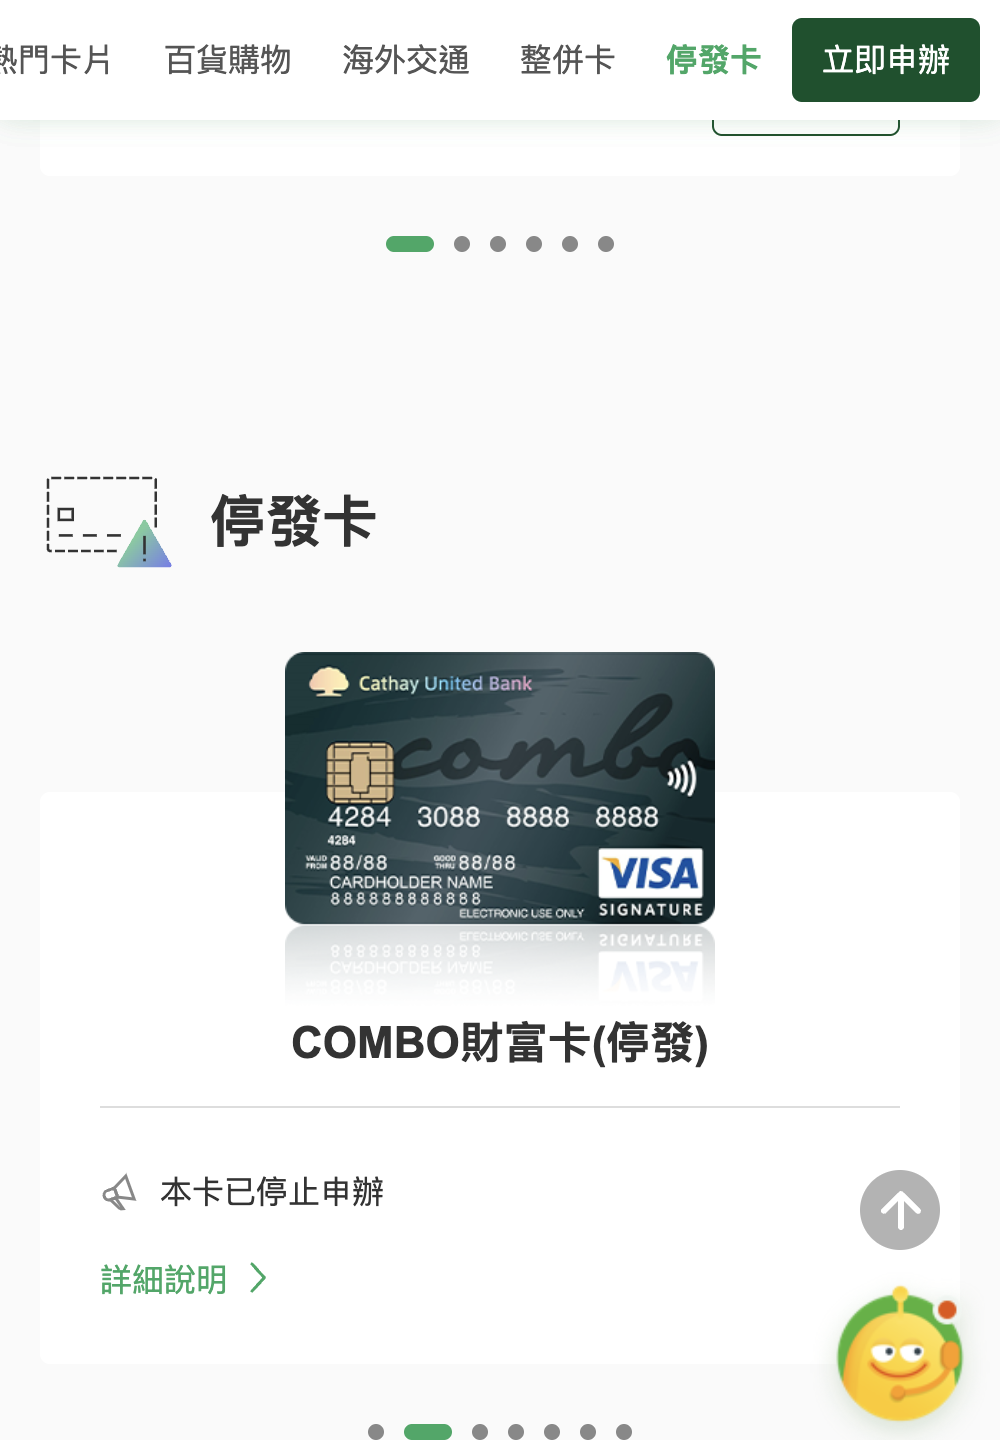 熱門卡片 百貨購物 海外交通 整併卡 停發卡 立即申辦
停發卡
Cathay United Bank
combo
4284 3088 8888 8888
4284
VALID FROM 88/88 GOOD THRU 88/88
CARDHOLDER NAME
888888888888
ELECTRONIC USE ONLY
VISA
SIGNATURE
COMBO財富卡(停發)
本卡已停止申辦
詳細說明